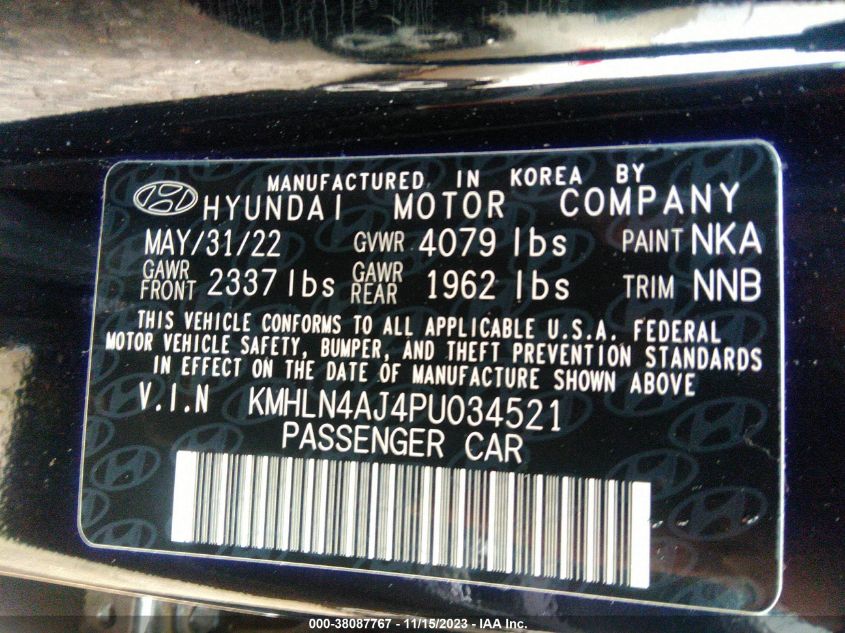 MANUFACTURED IN KOREA BY
HYUNDAI MOTOR COMPANY
MAY/31/22 GVWR 4079 lbs PAINT NKA
GAWR FRONT 2337 lbs GAWR REAR 1962 lbs TRIM NNB
THIS VEHICLE CONFORMS TO ALL APPLICABLE U.S.A. FEDERAL
MOTOR VEHICLE SAFETY, BUMPER, AND THEFT PREVENTION STANDARDS
IN EFFECT ON THE DATE OF MANUFACTURE SHOWN ABOVE
V.I.N KMHLN4AJ4PU034521
PASSENGER CAR
000-38087767 - 11/15/2023 - IAA Inc.